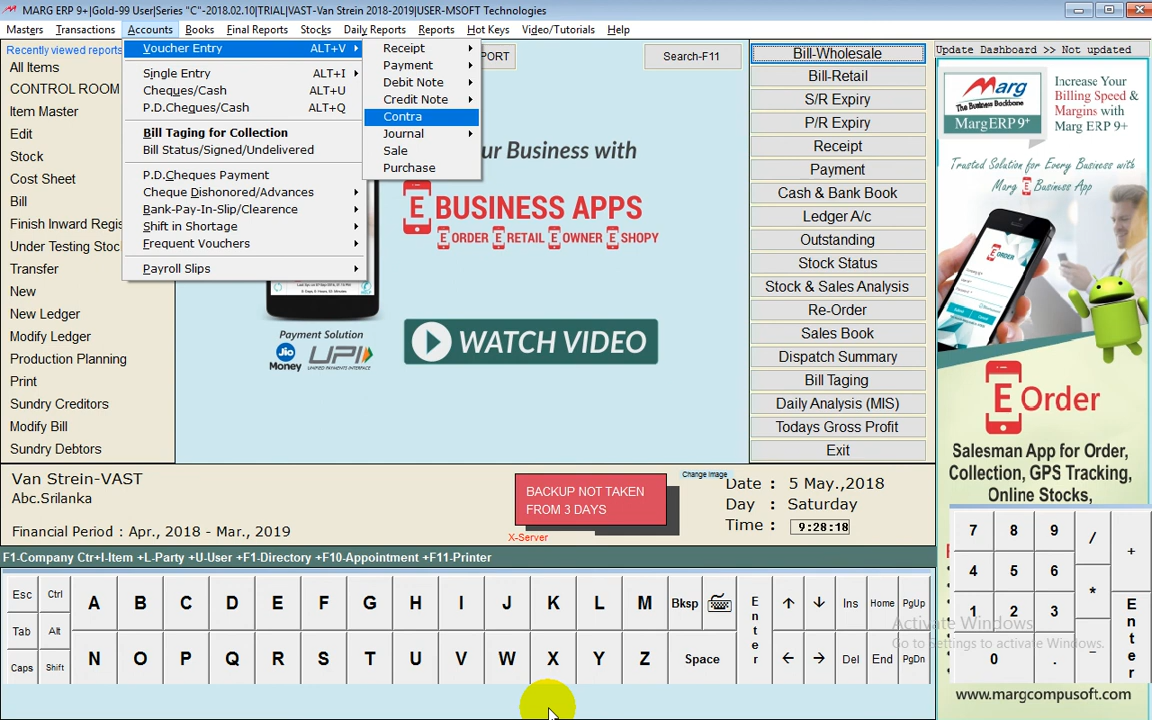 MARG ERP 9+|Gold-99 User|Series "C"-2018.02.10|TRIAL|VAST-Van Strein 2018-2019|USER-MSOFT Technologies
Masters Transactions Accounts Books Final Reports Stocks Daily Reports Reports Hot Keys Video/Tutorials Help
Recently viewed reports
All Items
CONTROL ROOM
Item Master
Edit
Stock
Cost Sheet
Bill
Finish Inward Regis
Under Testing Stoc
Transfer
New
New Ledger
Modify Ledger
Production Planning
Print
Sundry Creditors
Modify Bill
Sundry Debtors
Voucher Entry ALT+V
Single Entry ALT+I
Cheques/Cash ALT+U
P.D.Cheques/Cash ALT+Q
Bill Taging for Collection
Bill Status/Signed/Undelivered
P.D.Cheques Payment
Cheque Dishonored/Advances
Bank-Pay-In-Slip/Clearence
Shift in Shortage
Frequent Vouchers
Payroll Slips
Receipt
Payment
Debit Note
Credit Note
Contra
Journal
Sale
Purchase
PORT
Search-F11
ur Business with
E BUSINESS APPS
E ORDER E RETAIL E OWNER E SHOPY
WATCH VIDEO
Payment Solution
Jio
Money
UPI
UNIFIED PAYMENTS INTERFACE
Bill-Wholesale
Bill-Retail
S/R Expiry
P/R Expiry
Receipt
Payment
Cash & Bank Book
Ledger A/c
Outstanding
Stock Status
Stock & Sales Analysis
Re-Order
Sales Book
Dispatch Summary
Bill Taging
Daily Analysis (MIS)
Todays Gross Profit
Exit
Update Dashboard >> Not updated
Marg
The Business Backbone
MargERP 9+
Increase Your
Billing Speed &
Margins with
Marg ERP 9+
Trusted Solution for Every Business with
Marg E Business App
E ORDER
E Order
Salesman App for Order,
Collection, GPS Tracking,
Online Stocks,
Van Strein-VAST
Abc.Srilanka
Financial Period : Apr., 2018 - Mar., 2019
BACKUP NOT TAKEN
FROM 3 DAYS
X-Server
Change Image
Date : 5 May.,2018
Day : Saturday
Time : 9:28:18
F1-Company Ctr+I-Item +L-Party +U-User +F1-Directory +F10-Appointment +F11-Printer
Esc Ctrl A B C D E F G H I J K L M Bksp Enter ↑ ↓ Ins Home PgUp
Tab Alt
Caps Shift N O P Q R S T U V W X Y Z Space ← → Del End PgDn
7 8 9 / +
4 5 6 *
1 2 3 Enter
0 . -
Activate Windows
Go to Settings to activate Windows.
www.margcompusoft.com